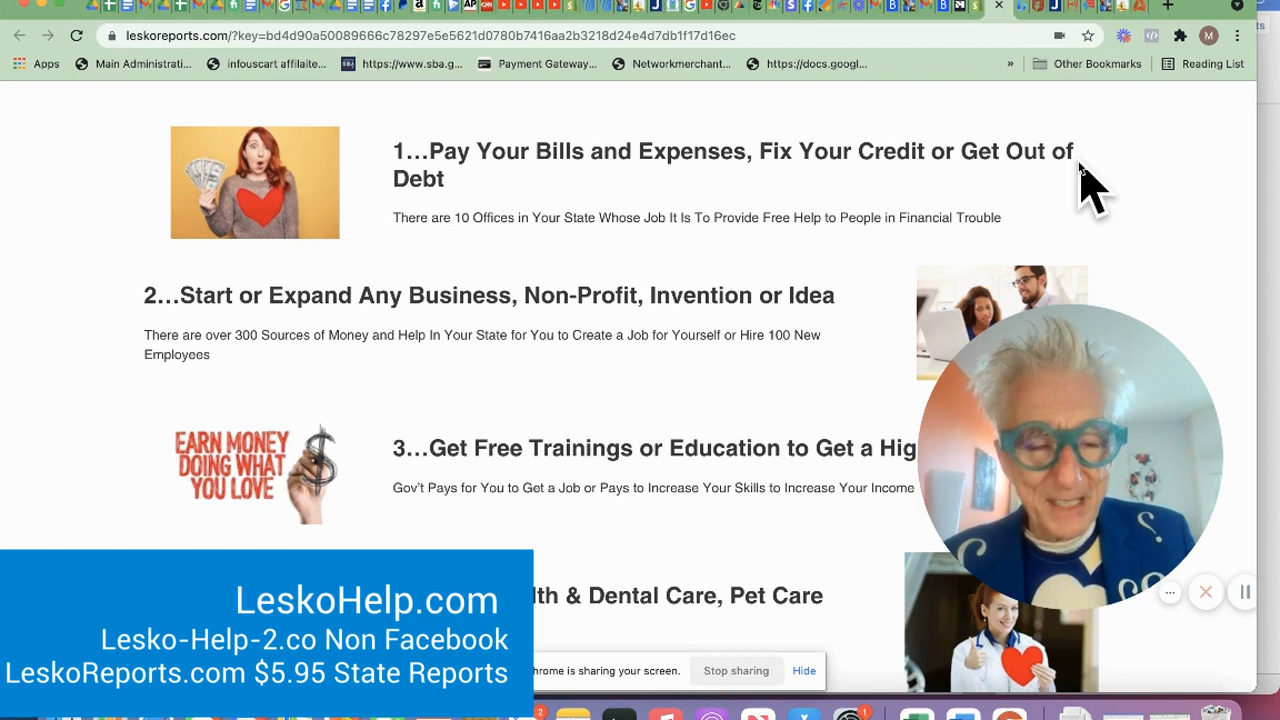 leskoreports.com/?key=bd4d90a50089666c78297e5e5621d0780b7416aa2b3218d24e4d7db1f17d16ec
M
Apps
Main Administrati...
infouscart affilaite...
https://www.sba.g...
Payment Gateway...
Networkmerchant...
https://docs.googl...
»
Other Bookmarks
Reading List
1...Pay Your Bills and Expenses, Fix Your Credit or Get Out of
Debt
There are 10 Offices in Your State Whose Job It Is To Provide Free Help to People in Financial Trouble
2...Start or Expand Any Business, Non-Profit, Invention or Idea
There are over 300 Sources of Money and Help In Your State for You to Create a Job for Yourself or Hire 100 New
Employees
EARN MONEY
DOING WHAT
YOU LOVE
3...Get Free Trainings or Education to Get a Hig
Gov't Pays for You to Get a Job or Pays to Increase Your Skills to Increase Your Income
lth & Dental Care, Pet Care
LeskoHelp.com
Lesko-Help-2.co Non Facebook
LeskoReports.com $5.95 State Reports
hrome is sharing your screen.
Stop sharing
Hide
2
1